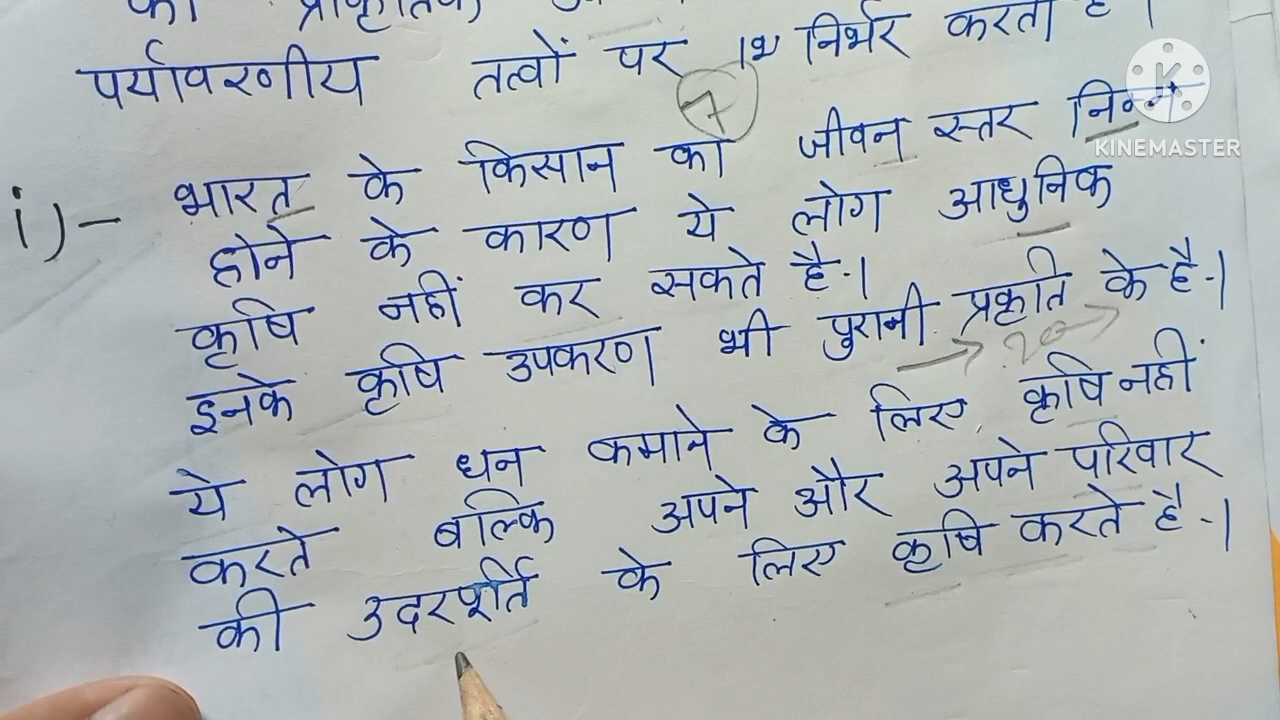 का प्राकृतिक
पर्यावरणीय तत्वों पर निर्भर करता है।
7
i)- भारत के किसान का जीवन स्तर निम्न
होने के कारण ये लोग आधुनिक
कृषि नहीं कर सकते है-।
इनके कृषि उपकरण भी पुरानी प्रकृति के है-।
ये लोग धन कमाने के लिए कृषि नहीं
करते बल्कि अपने और अपने परिवार
की उदरपूर्ति के लिए कृषि करते है-।
KINEMASTER